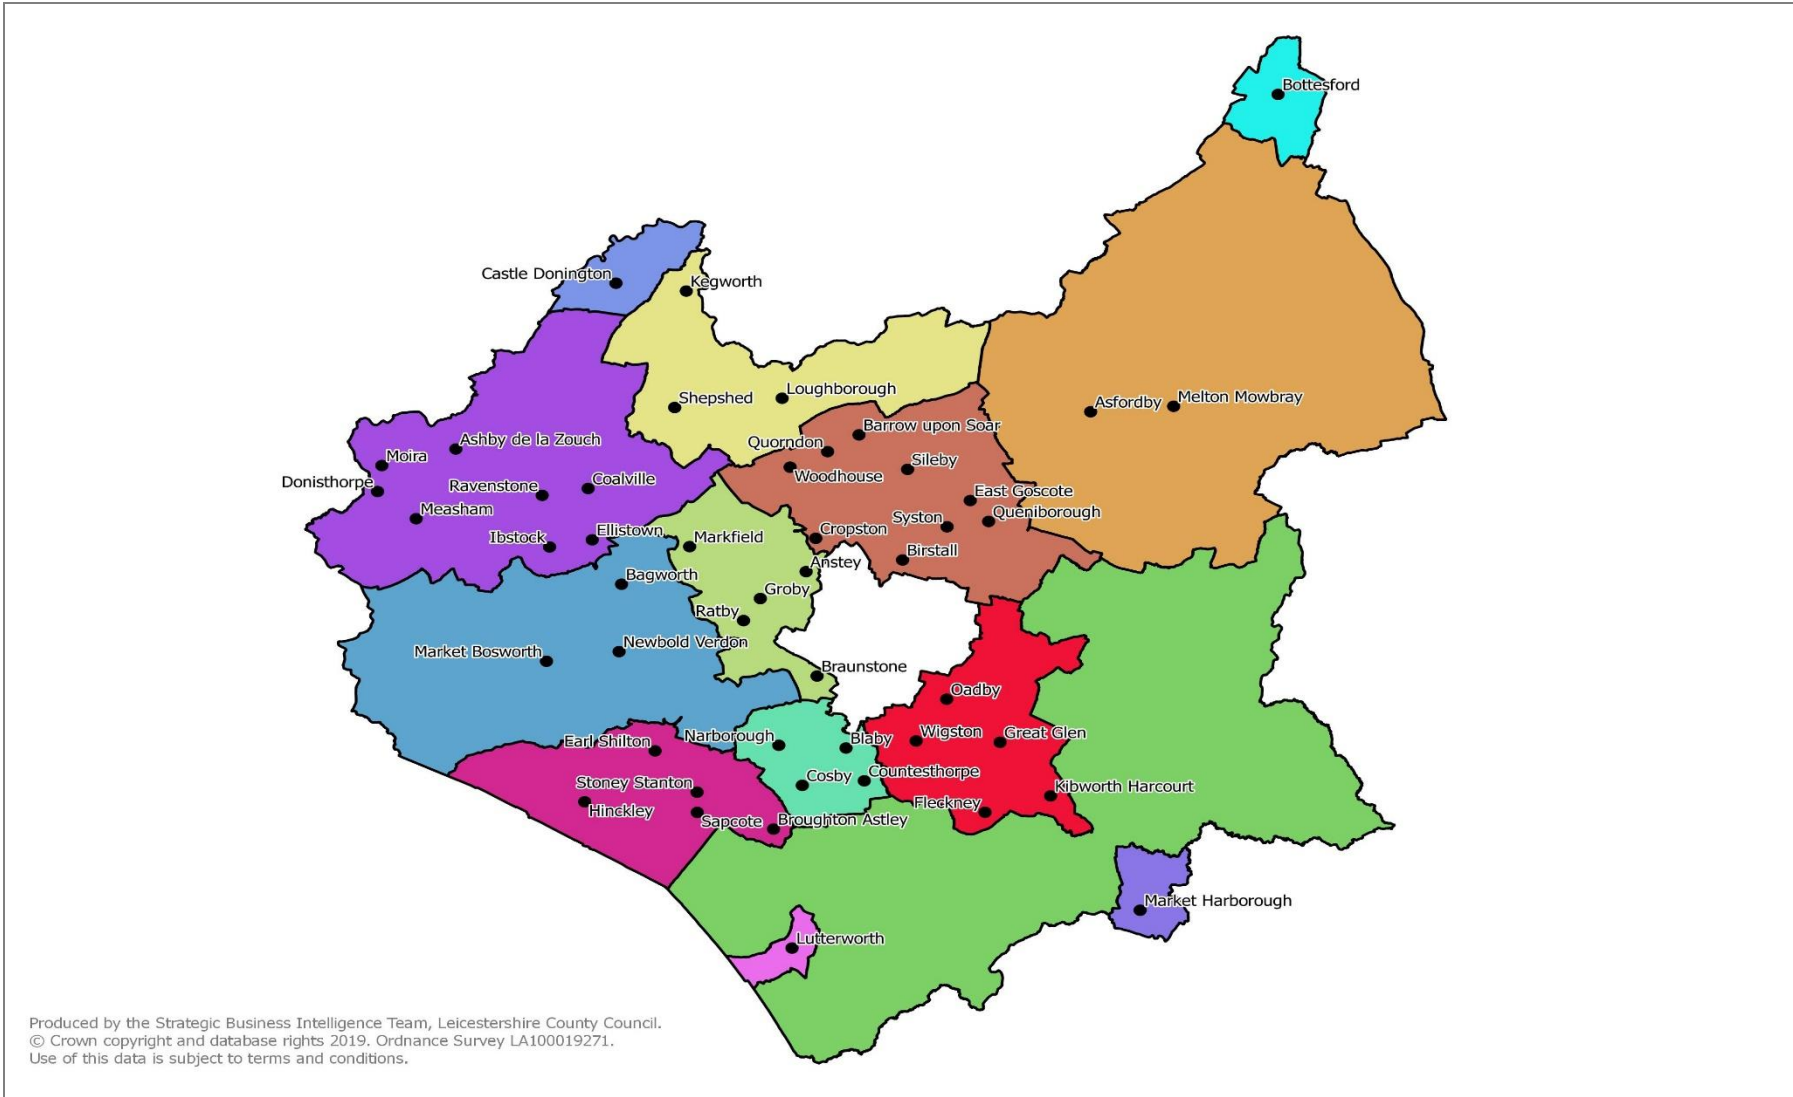 Bottesford
Castle Donington
Kegworth
Shepshed
Loughborough
Asfordby
Melton Mowbray
Barrow upon Soar
Quorndon
Ashby de la Zouch
Moira
Sileby
Woodhouse
Donisthorpe
Ravenstone
Coalville
East Goscote
Measham
Syston
Queniborough
Ibstock
Ellistown
Markfield
Cropston
Birstall
Anstey
Bagworth
Groby
Ratby
Market Bosworth
Newbold Verdon
Braunstone
Oadby
Earl Shilton
Narborough
Blaby
Wigston
Great Glen
Stoney Stanton
Cosby
Countesthorpe
Kibworth Harcourt
Hinckley
Sapcote
Broughton Astley
Fleckney
Market Harborough
Lutterworth
Produced by the Strategic Business Intelligence Team, Leicestershire County Council.
© Crown copyright and database rights 2019. Ordnance Survey LA100019271.
Use of this data is subject to terms and conditions.